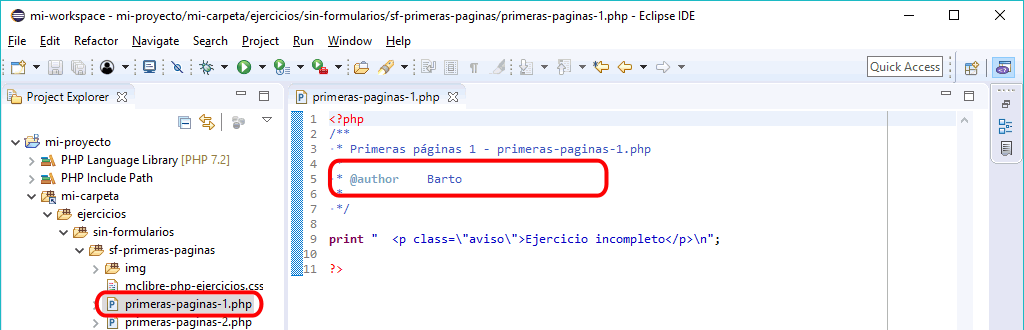 mi-workspace - mi-proyecto/mi-carpeta/ejercicios/sin-formularios/sf-primeras-paginas/primeras-paginas-1.php - Eclipse IDE
File Edit Refactor Navigate Search Project Run Window Help
Quick Access
Project Explorer
mi-proyecto
PHP Language Library [PHP 7.2]
PHP Include Path
mi-carpeta
ejercicios
sin-formularios
sf-primeras-paginas
img
mclibre-php-ejercicios.css
primeras-paginas-1.php
primeras-paginas-2.php
primeras-paginas-1.php
1 <?php
2 /**
3 * Primeras páginas 1 - primeras-paginas-1.php
4 *
5 * @author    Barto
6 *
7 */
8
9 print "  <p class=\"aviso\">Ejercicio incompleto</p>\n";
10
11 ?>